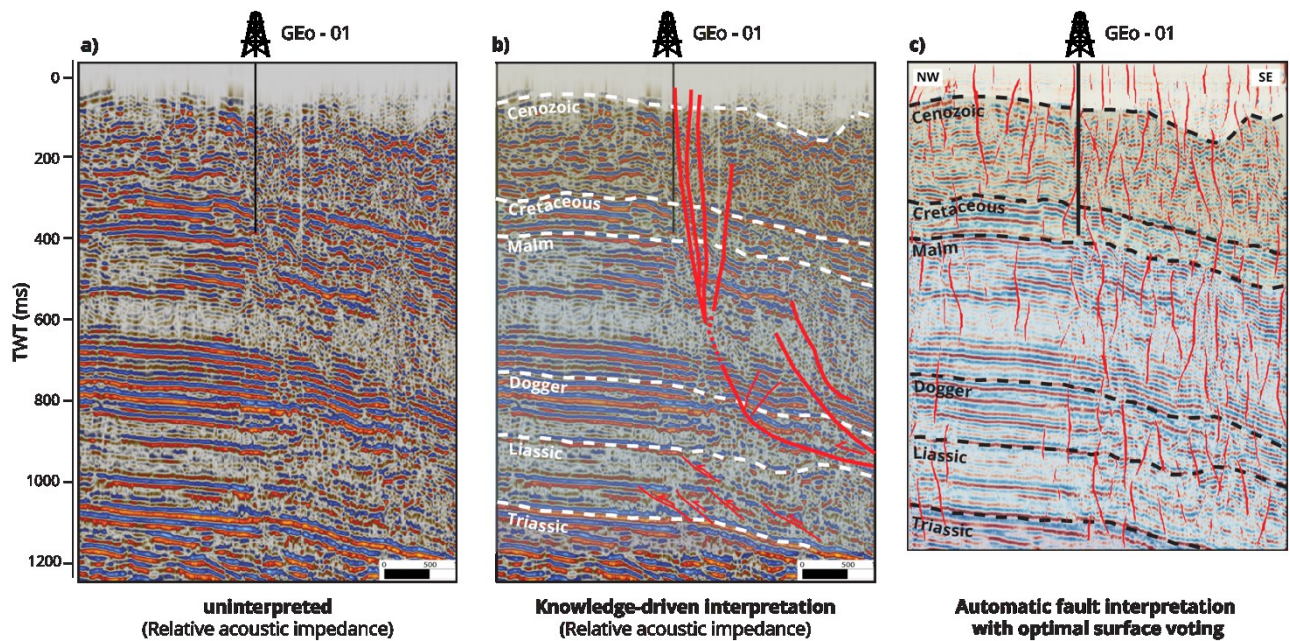 GEo - 01
GEo - 01
GEo - 01
a)
b)
c)
NW
SE
0
200
400
600
800
1000
1200
TWT (ms)
Cenozoic
Cretaceous
Malm
Dogger
Liassic
Triassic
Cenozoic
Cretaceous
Malm
Dogger
Liassic
Triassic
0 500
0 500
uninterpreted
(Relative acoustic impedance)
Knowledge-driven interpretation
(Relative acoustic impedance)
Automatic fault interpretation
with optimal surface voting